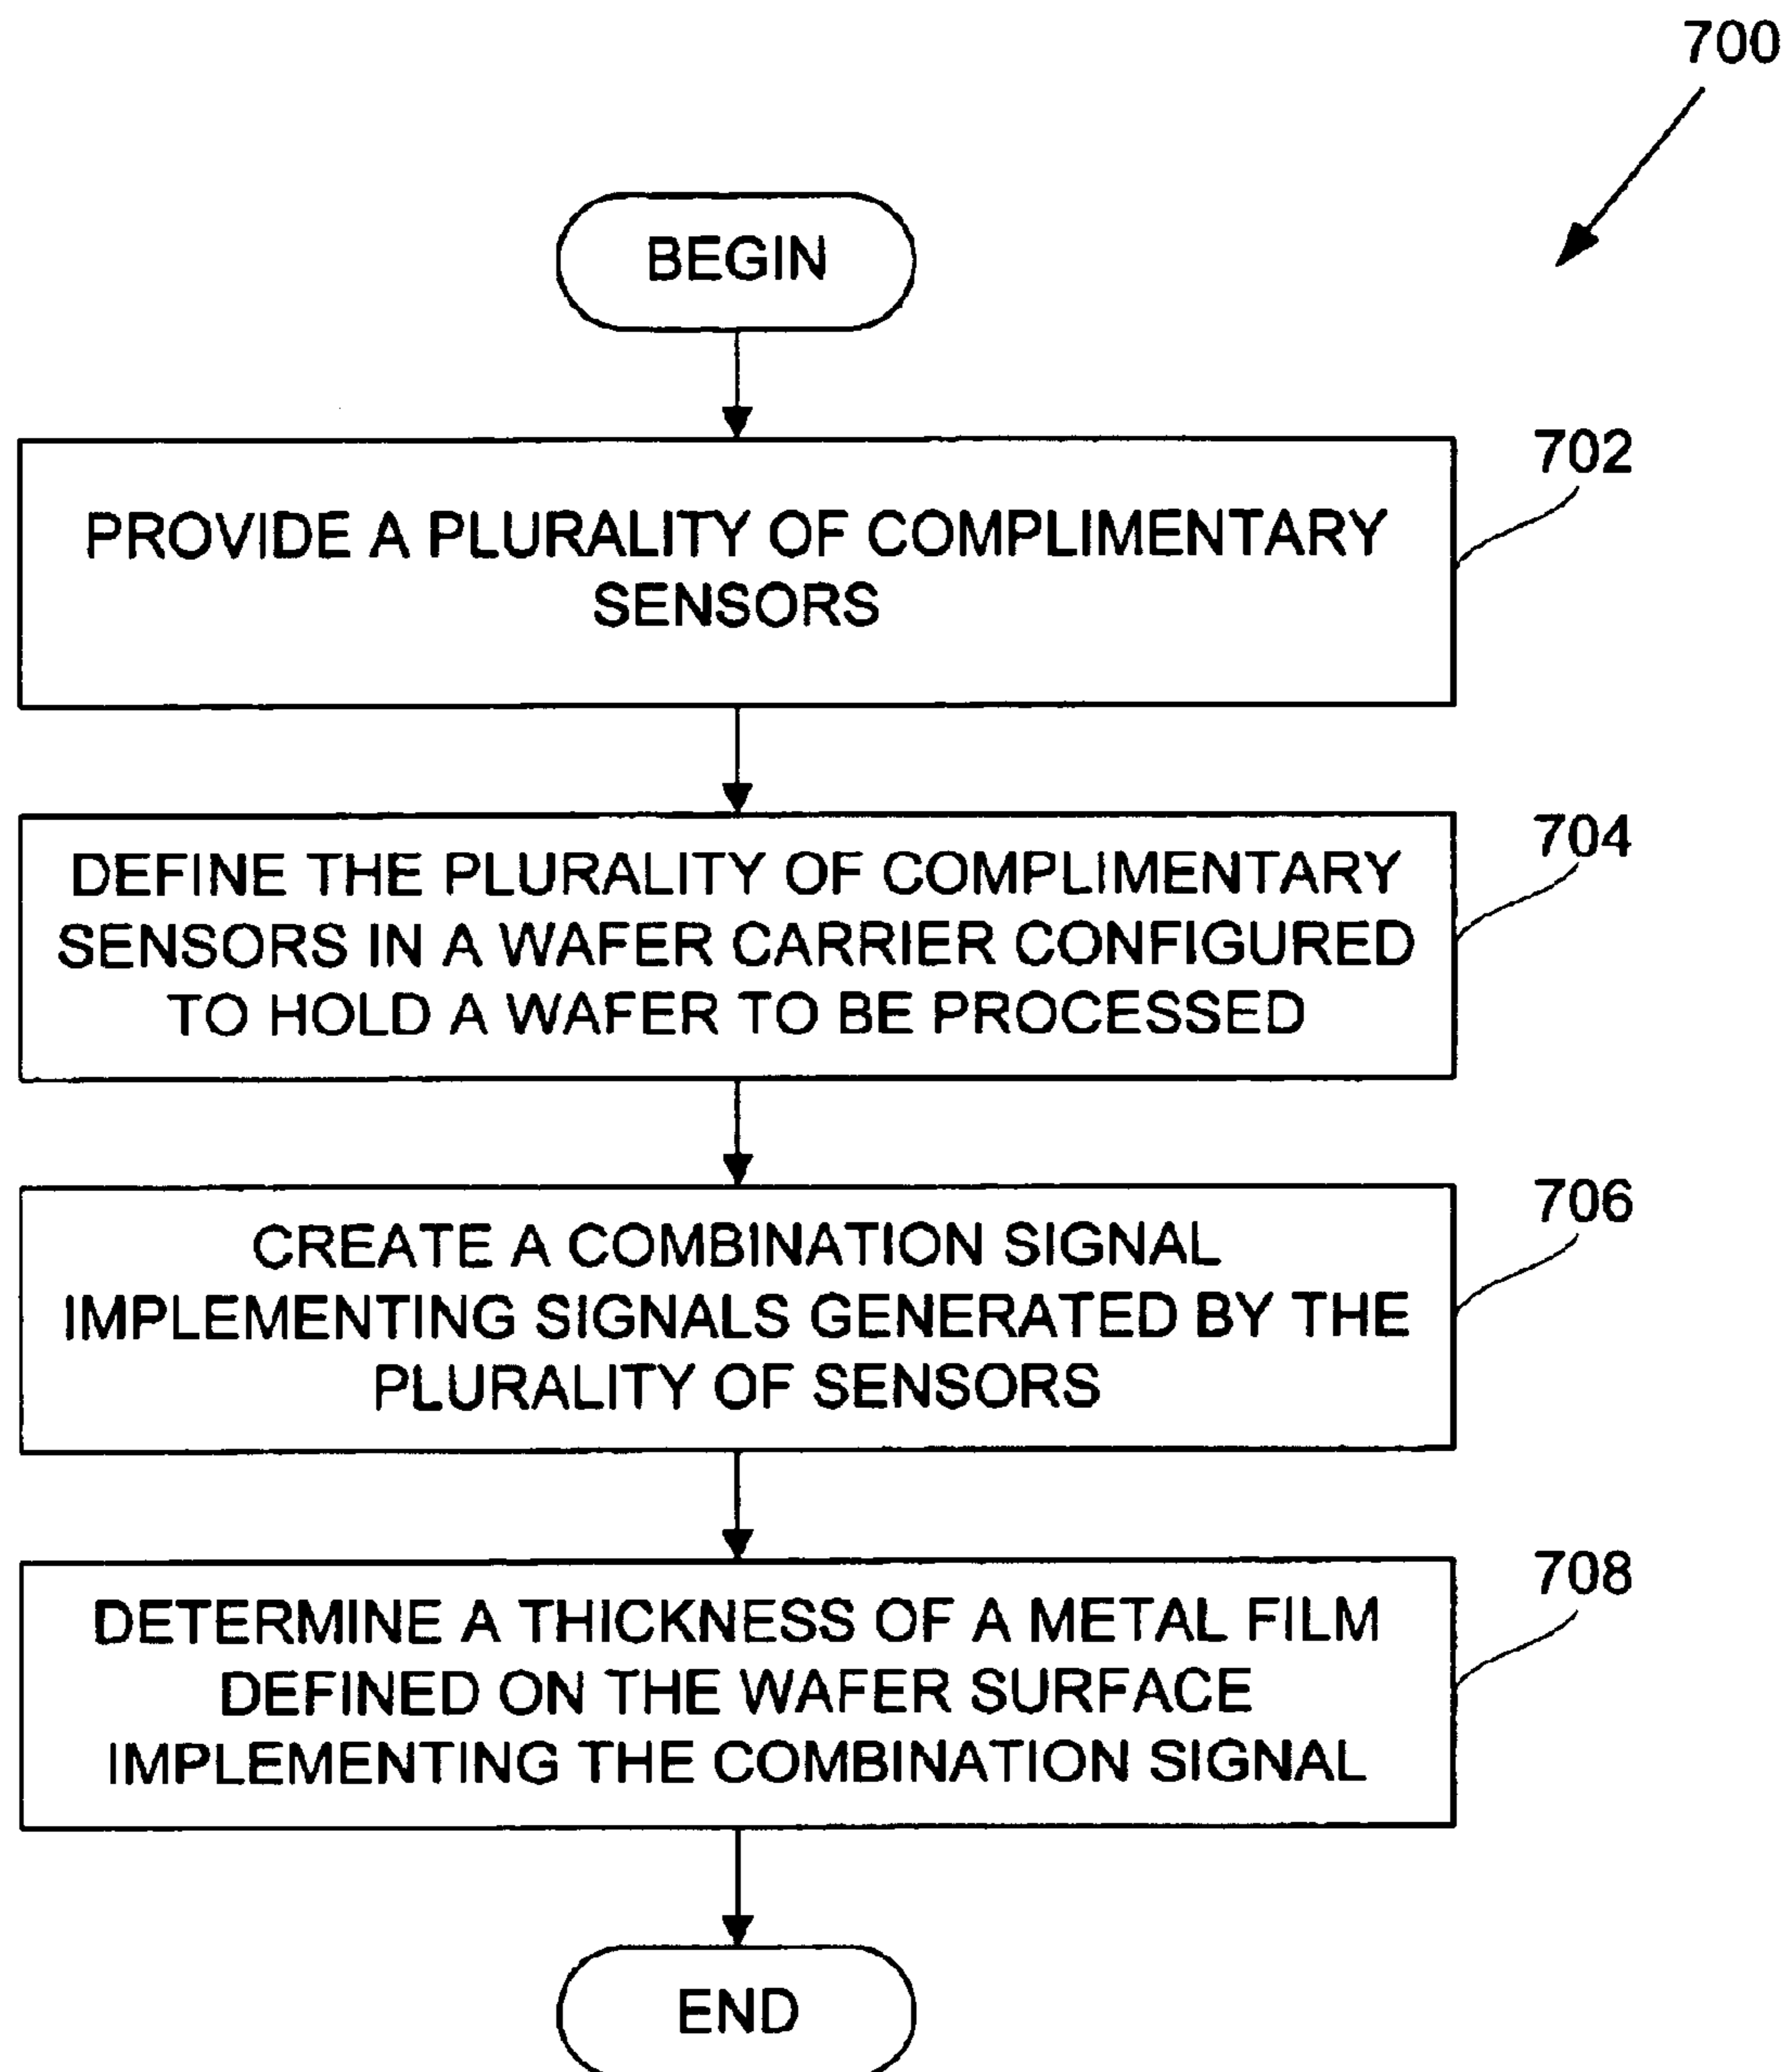 700
BEGIN
702
PROVIDE A PLURALITY OF COMPLIMENTARY
SENSORS
704
DEFINE THE PLURALITY OF COMPLIMENTARY
SENSORS IN A WAFER CARRIER CONFIGURED
TO HOLD A WAFER TO BE PROCESSED
706
CREATE A COMBINATION SIGNAL
IMPLEMENTING SIGNALS GENERATED BY THE
PLURALITY OF SENSORS
708
DETERMINE A THICKNESS OF A METAL FILM
DEFINED ON THE WAFER SURFACE
IMPLEMENTING THE COMBINATION SIGNAL
END